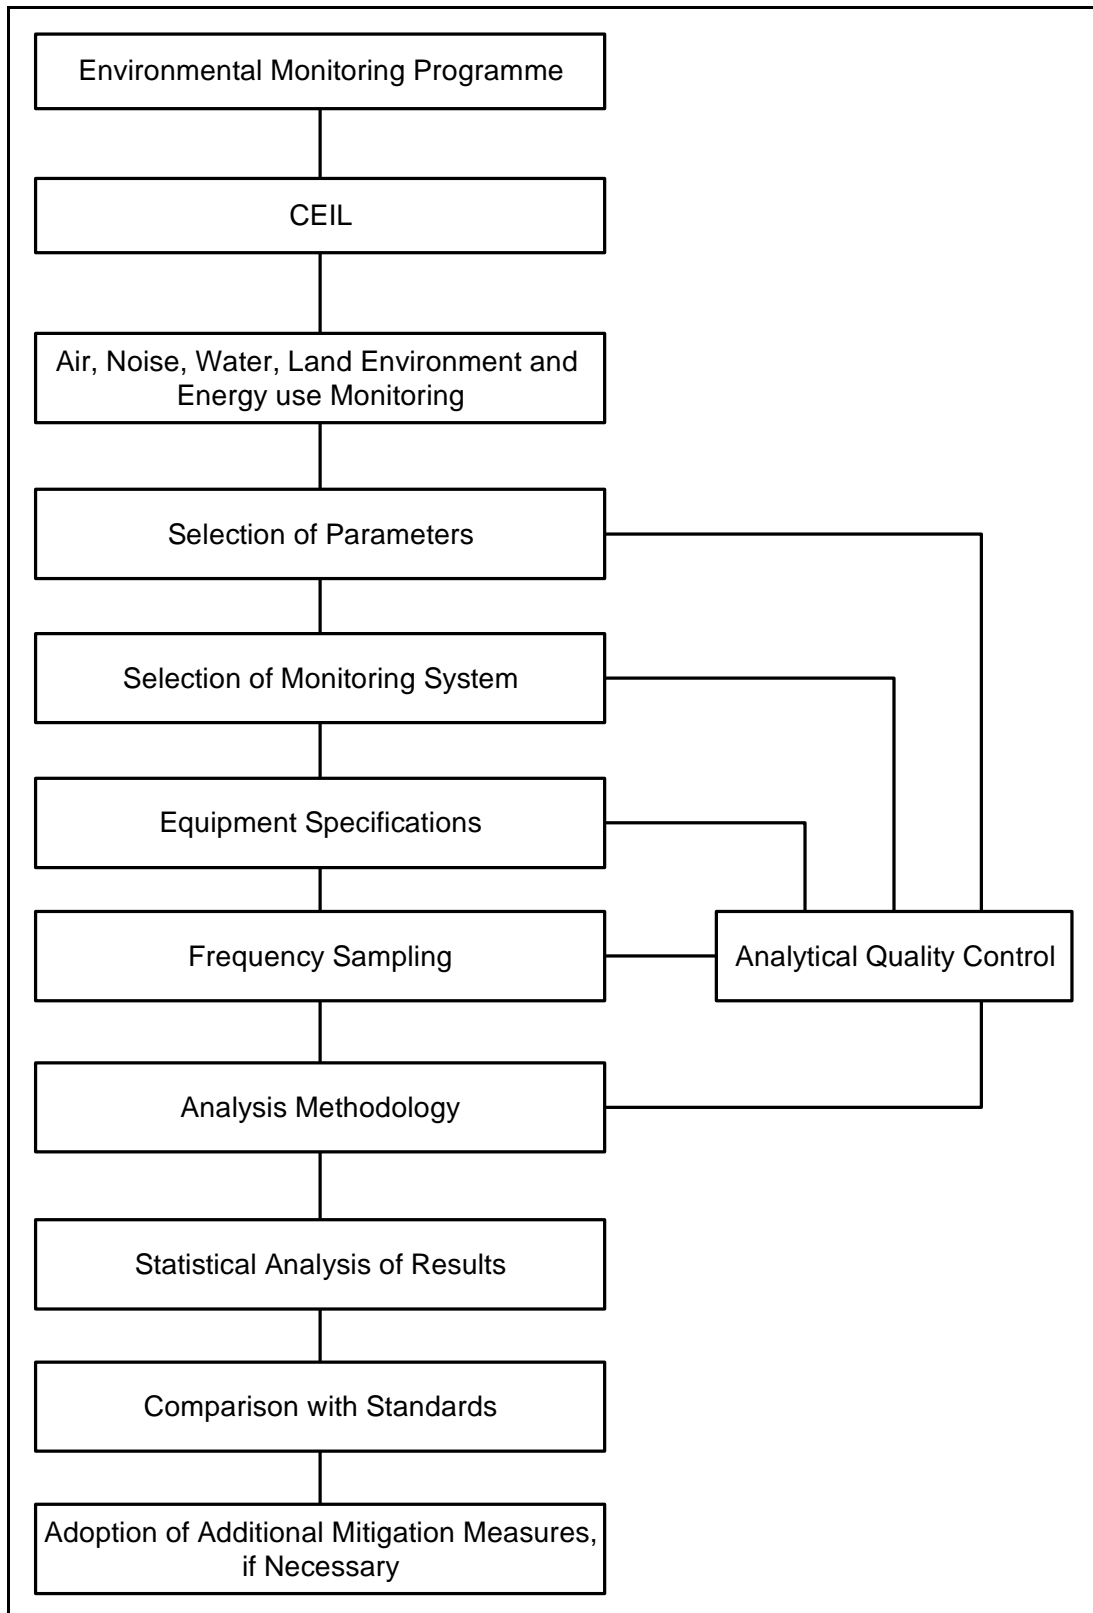 Environmental Monitoring Programme
CEIL
Air, Noise, Water, Land Environment and
Energy use Monitoring
Selection of Parameters
Selection of Monitoring System
Equipment Specifications
Frequency Sampling
Analytical Quality Control
Analysis Methodology
Statistical Analysis of Results
Comparison with Standards
Adoption of Additional Mitigation Measures,
if Necessary